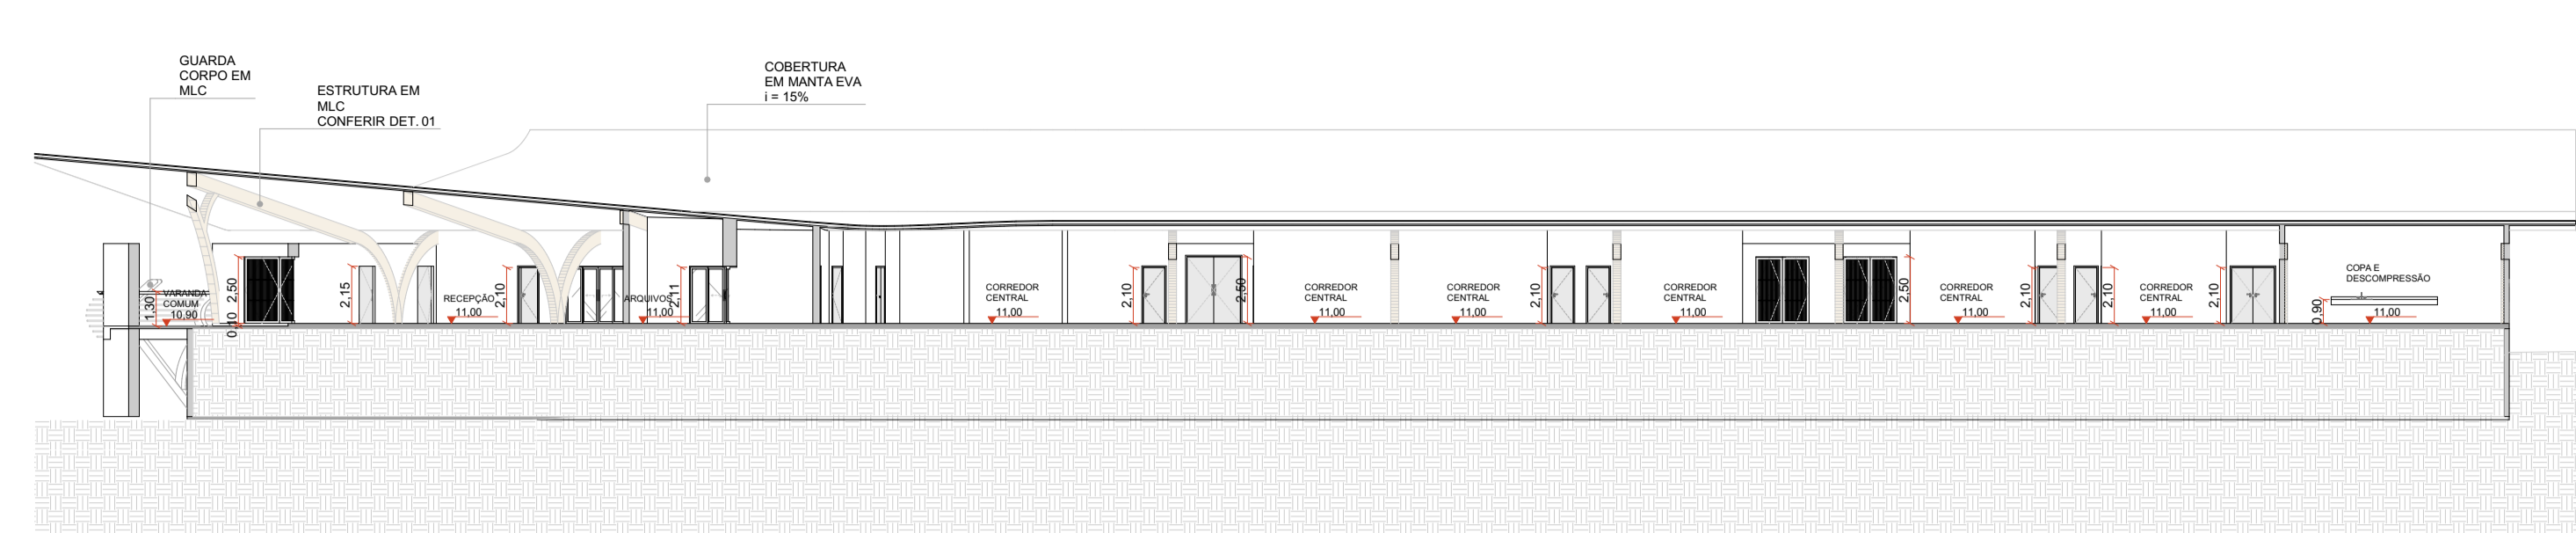 GUARDA
CORPO EM
MLC
ESTRUTURA EM
MLC
CONFERIR DET. 01
COBERTURA
EM MANTA EVA
i = 15%
1,30
VARANDA
COMUM
10,90
2,50
0,10
2,15
RECEPÇÃO
11,00
2,10
ARQUIVOS
11,00
2,11
CORREDOR
CENTRAL
11,00
2,10
2,50
CORREDOR
CENTRAL
11,00
CORREDOR
CENTRAL
11,00
2,10
CORREDOR
CENTRAL
11,00
2,50
CORREDOR
CENTRAL
11,00
2,10
2,10
CORREDOR
CENTRAL
11,00
2,10
0,90
COPA E
DESCOMPRESSÃO
11,00